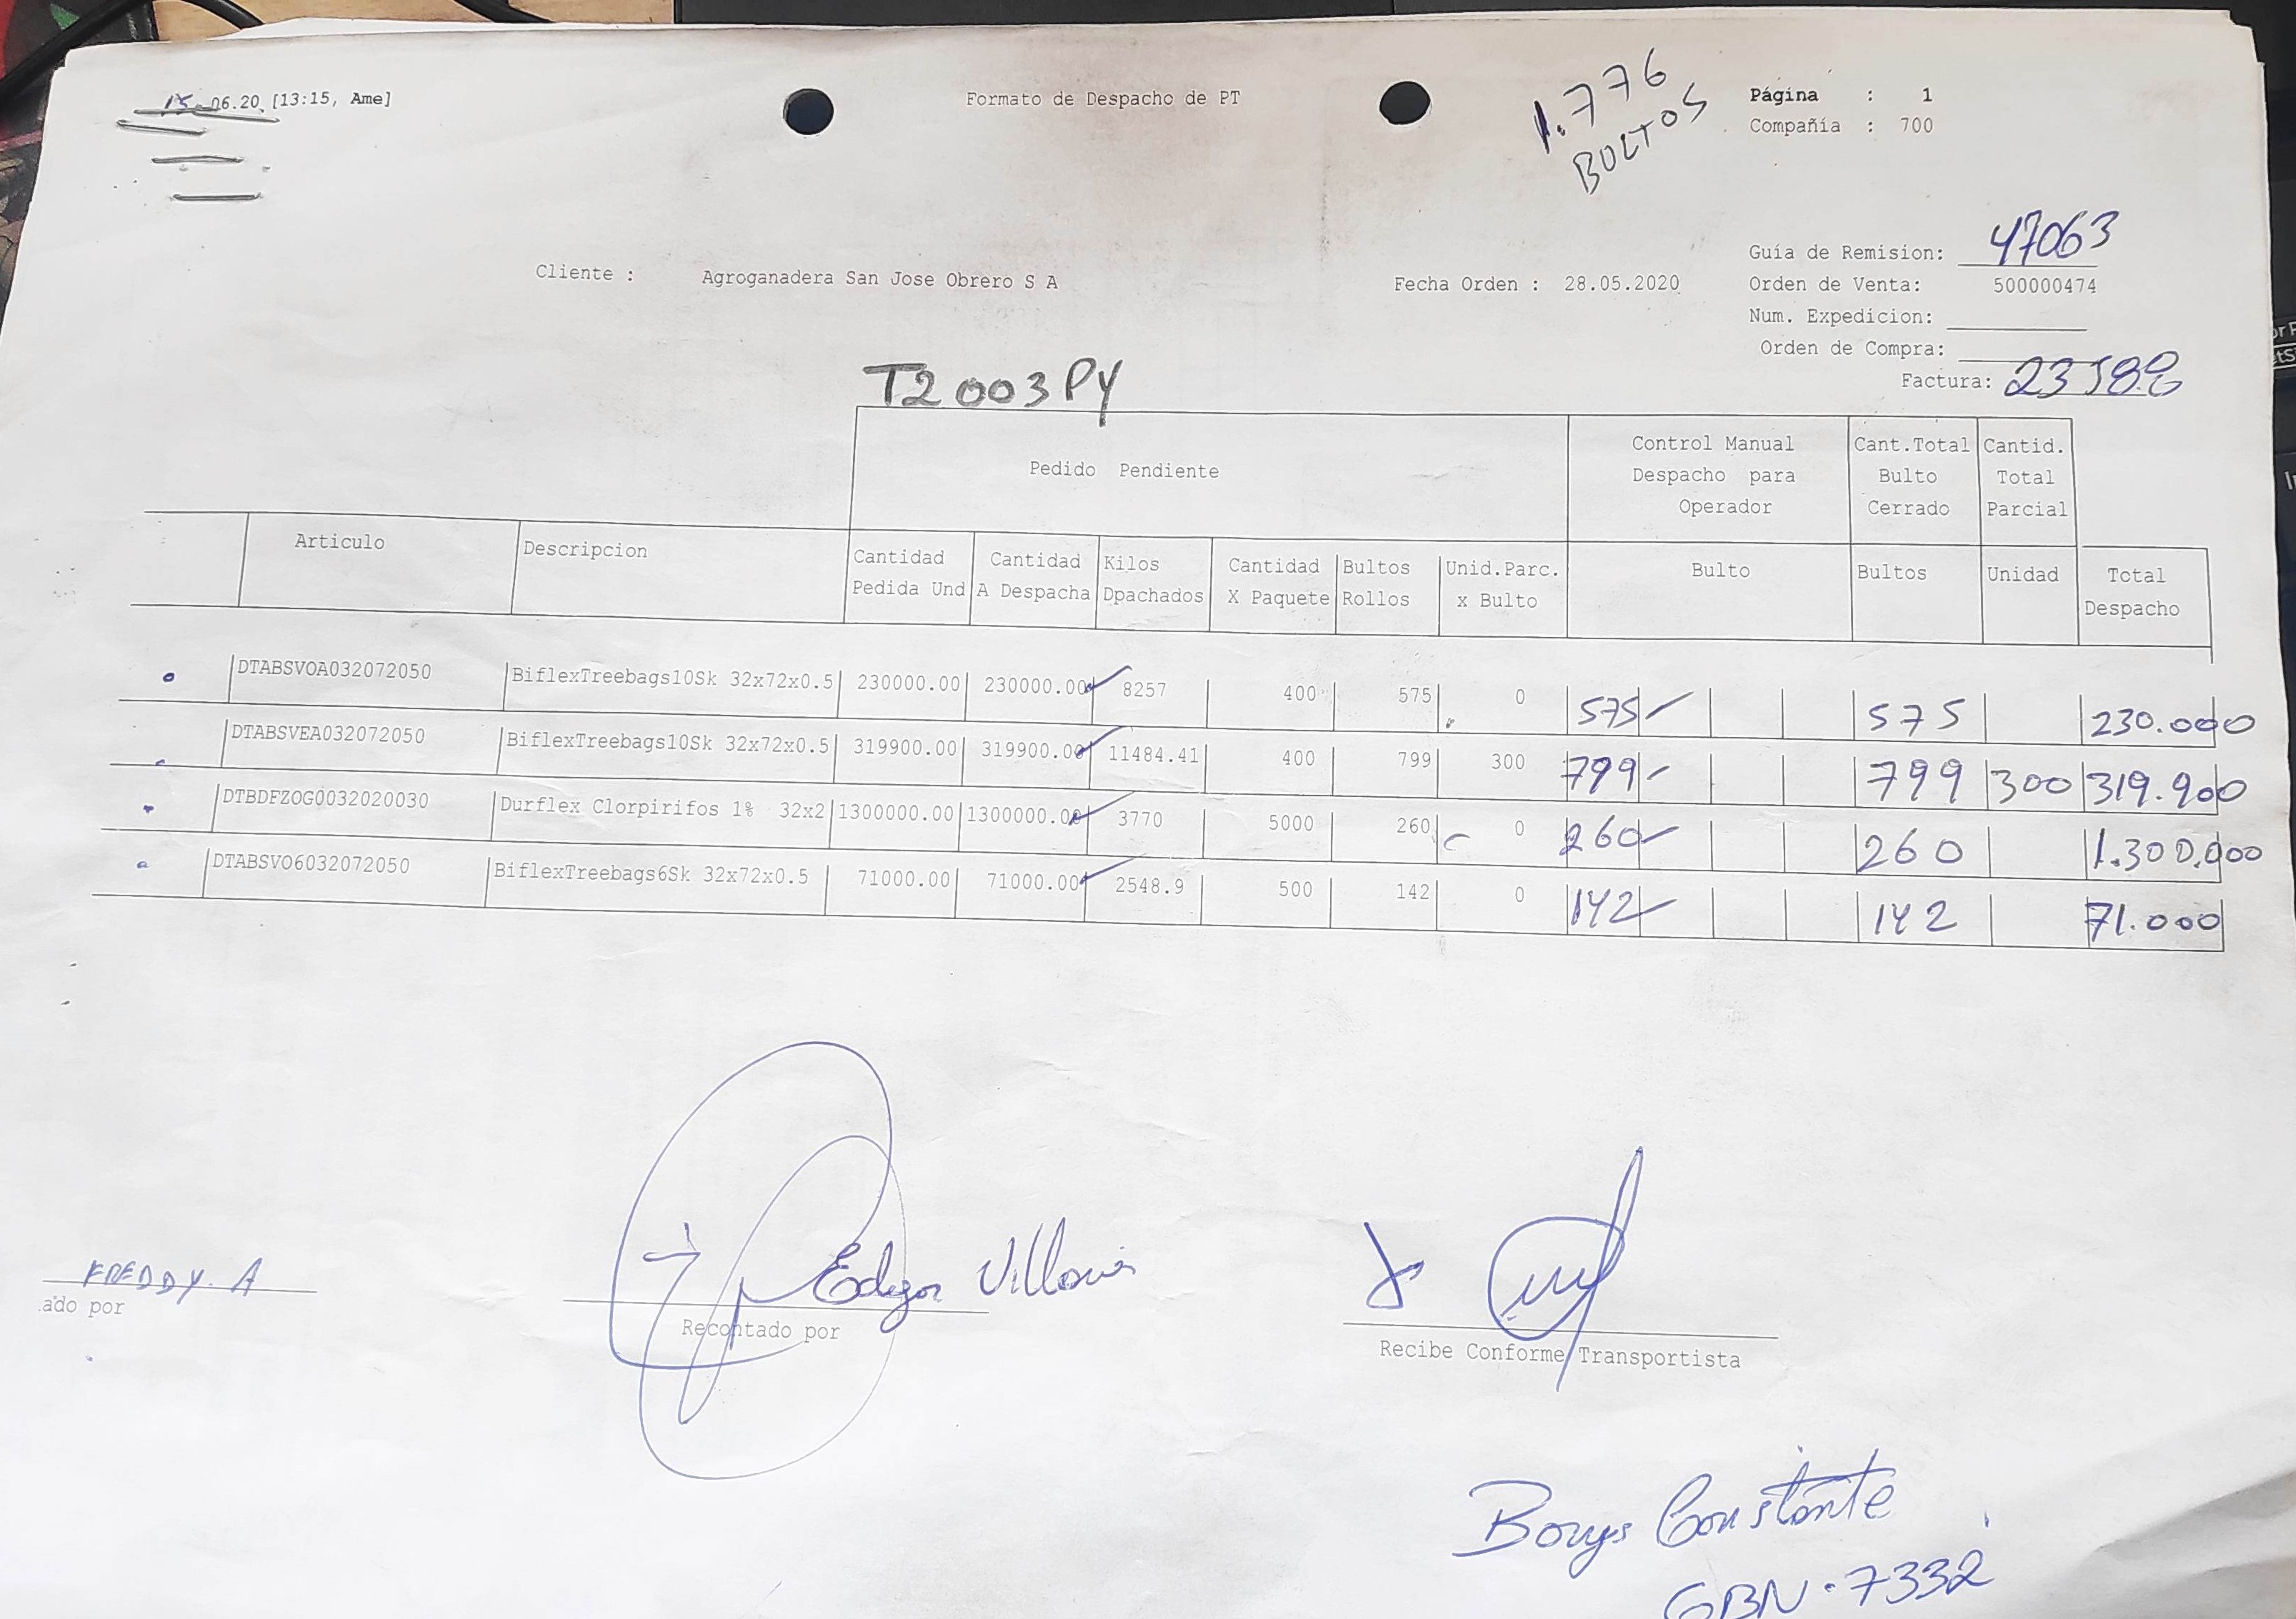 15-06.20 [13:15, Ame]
Formato de Despacho de PT
1.776
BULTOS
Página : 1
Compañía : 700
Guía de Remision: 47063
Cliente : Agroganadera San Jose Obrero S A
Fecha Orden : 28.05.2020
Orden de Venta: 500000474
Num. Expedicion:
Orden de Compra:
Factura:
T2003PY
Pedido Pendiente
Control Manual Despacho para Operador
Cant.Total Bulto Cerrado
Cantid. Total Parcial
Articulo Descripcion Cantidad Pedida Und Cantidad A Despacha Kilos Dpachados Cantidad X Paquete Bultos Rollos Unid.Parc. x Bulto Bulto Bultos Unidad Total Despacho
DTABSVOA032072050 BiflexTreebags10Sk 32x72x0.5 230000.00 230000.00 8257 400 575 0 575 575 230.000
DTABSVEA032072050 BiflexTreebags10Sk 32x72x0.5 319900.00 319900.00 11484.41 400 799 300 799 799 300 319.900
DTBDFZOG0032020030 Durflex Clorpirifos 1% 32x2 1300000.00 1300000.00 3770 5000 260 0 260 260 1.300.000
DTABSVO6032072050 BiflexTreebags6Sk 32x72x0.5 71000.00 71000.00 2548.9 500 142 0 142 142 71.000
FREDDY. A
ado por
Edgar
Recontado por
Recibe Conforme Transportista
Borys Constante
GBN.7332